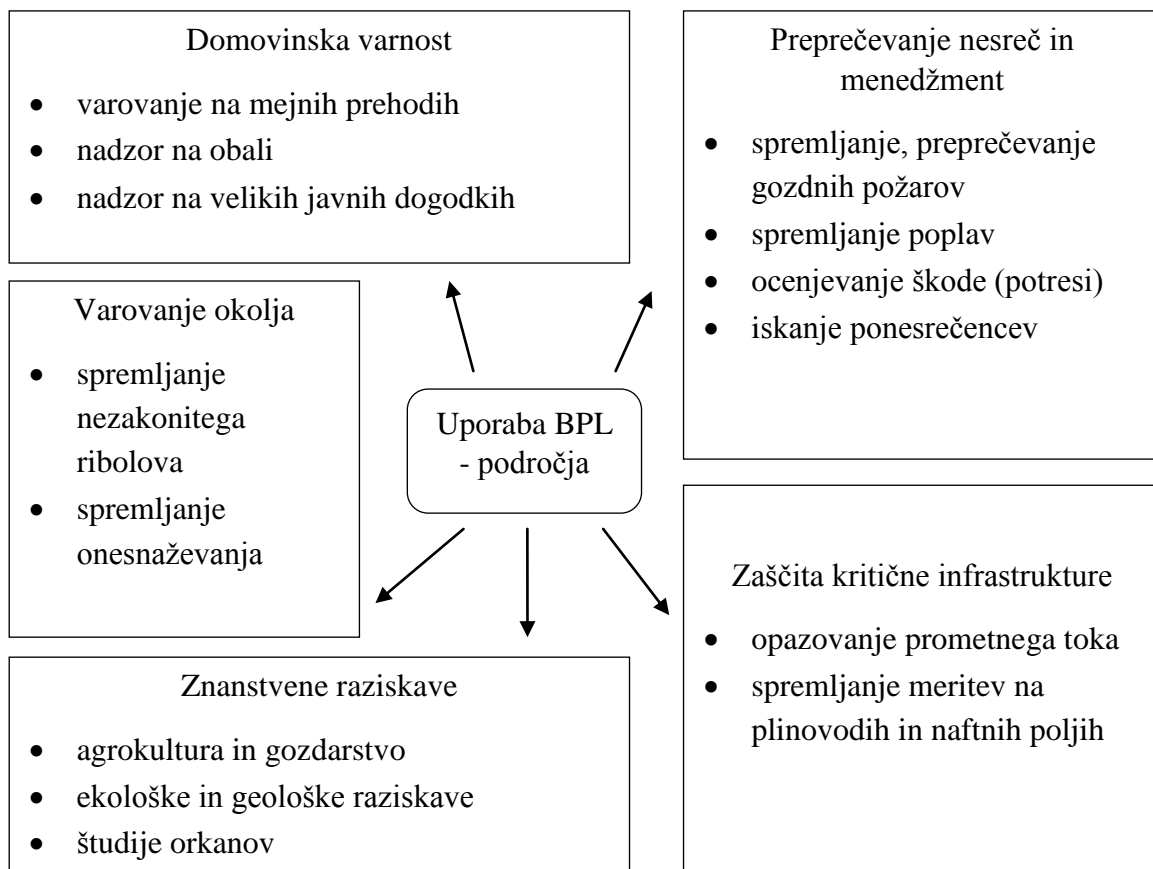 Domovinska varnost
• varovanje na mejnih prehodih
• nadzor na obali
• nadzor na velikih javnih dogodkih
Preprečevanje nesreč in
menedžment
• spremljanje, preprečevanje
gozdnih požarov
• spremljanje poplav
• ocenjevanje škode (potresi)
• iskanje ponesrečencev
Varovanje okolja
• spremljanje
nezakonitega
ribolova
• spremljanje
onesnaževanja
Uporaba BPL
- področja
Zaščita kritične infrastrukture
• opazovanje prometnega toka
• spremljanje meritev na
plinovodih in naftnih poljih
Znanstvene raziskave
• agrokultura in gozdarstvo
• ekološke in geološke raziskave
• študije orkanov